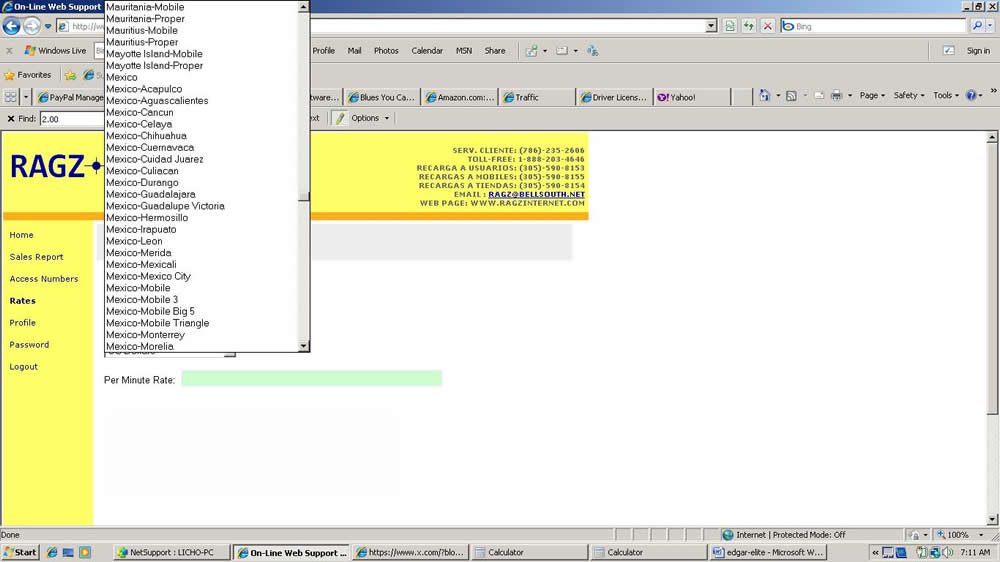 On-Line Web Support
Mauritania-Mobile
Mauritania-Proper
Mauritius-Mobile
Mauritius-Proper
Mayotte Island-Mobile
Mayotte Island-Proper
Mexico
Mexico-Acapulco
Mexico-Aguascalientes
Mexico-Cancun
Mexico-Celaya
Mexico-Chihuahua
Mexico-Cuernavaca
Mexico-Cuidad Juarez
Mexico-Culiacan
Mexico-Durango
Mexico-Guadalajara
Mexico-Guadalupe Victoria
Mexico-Hermosillo
Mexico-Irapuato
Mexico-Leon
Mexico-Merida
Mexico-Mexicali
Mexico-Mexico City
Mexico-Mobile
Mexico-Mobile 3
Mexico-Mobile Big 5
Mexico-Mobile Triangle
Mexico-Monterrey
Mexico-Morelia
http://w
Bing
Windows Live
Profile Mail Photos Calendar MSN Share Sign in
Favorites
PayPal Manage
tware... Blues You Ca... Amazon.com:... Traffic Driver Licens... Yahoo!
Page Safety Tools
Find: 2.00
ext Options
RAGZ
SERV. CLIENTE: (786)-235-2606
TOLL-FREE: 1-888-203-4646
RECARGA A USUARIOS: (305)-590-8153
RECARGAS A MOBILES: (305)-590-8155
RECARGAS A TIENDAS: (305)-590-8154
EMAIL : RAGZ@BELLSOUTH.NET
WEB PAGE: WWW.RAGZINTERNET.COM
Home
Sales Report
Access Numbers
Rates
Profile
Password
Logout
Per Minute Rate:
Done
Internet | Protected Mode: Off
100%
Start
NetSupport : LICHO-PC
On-Line Web Support ...
https://www.x.com/?blo...
Calculator
Calculator
edgar-elite - Microsoft W...
7:11 AM